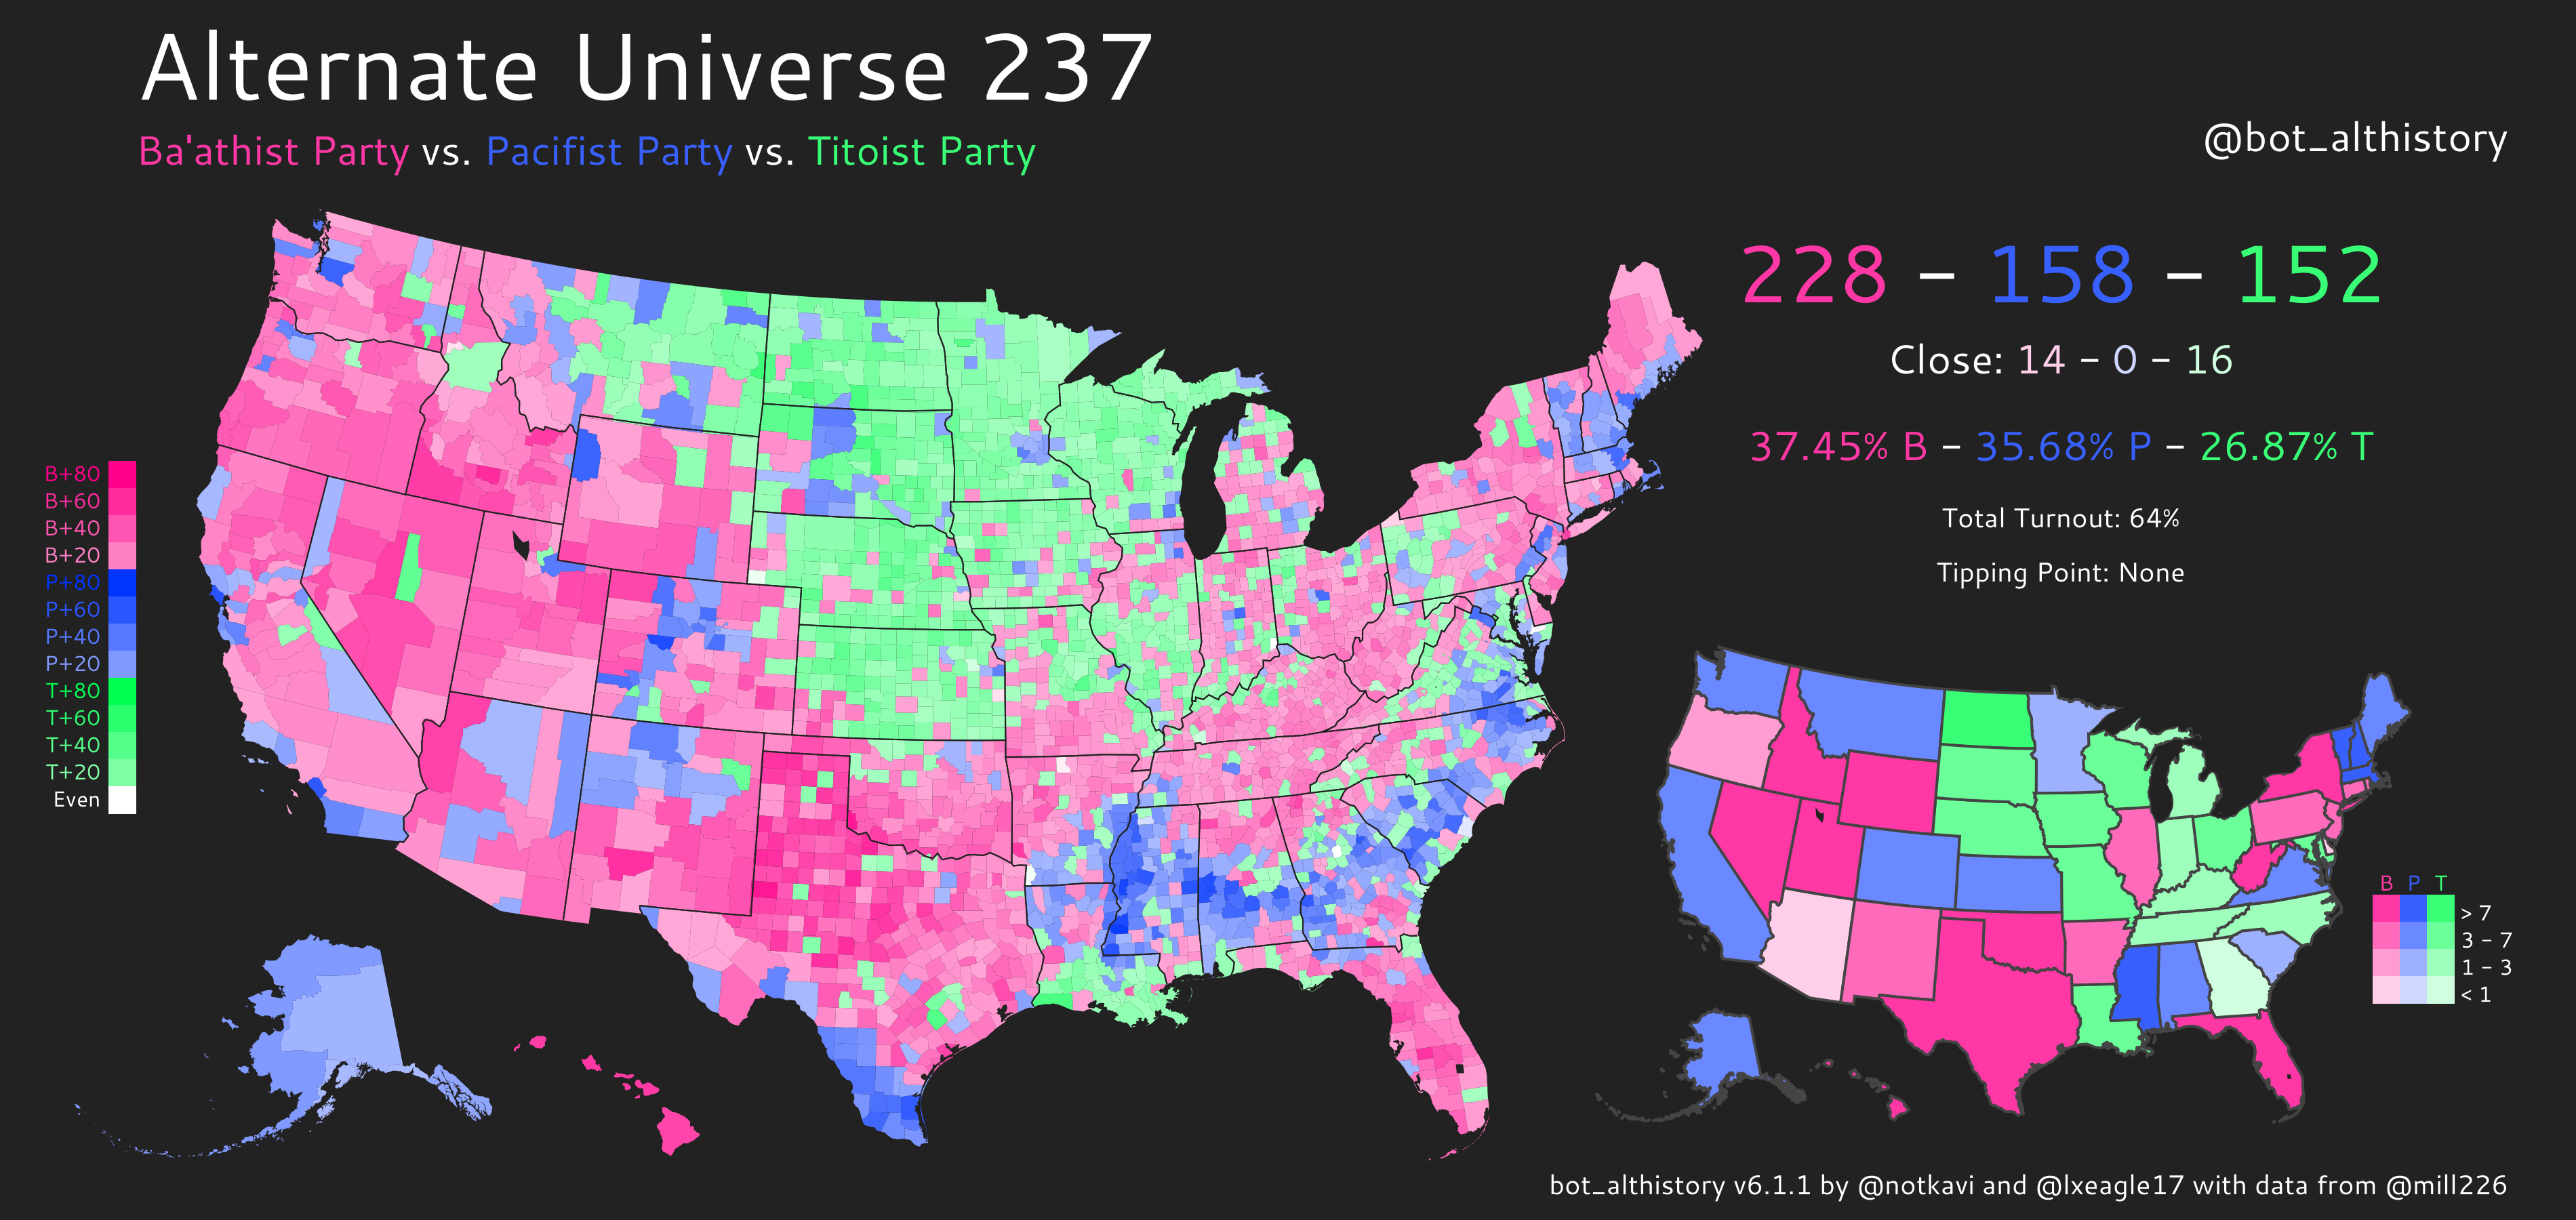 Alternate Universe 237
Ba'athist Party vs. Pacifist Party vs. Titoist Party
@bot_althistory
228 - 158 - 152
Close: 14 - 0 - 16
37.45% B - 35.68% P - 26.87% T
Total Turnout: 64%
Tipping Point: None
B+80
B+60
B+40
B+20
P+80
P+60
P+40
P+20
T+80
T+60
T+40
T+20
Even
B P T
> 7
3 - 7
1 - 3
< 1
bot_althistory v6.1.1 by @notkavi and @lxeagle17 with data from @mill226